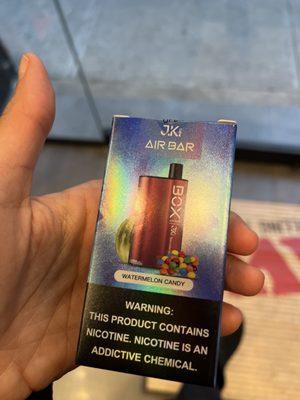 AIR BAR
BOX
WATERMELON CANDY
WARNING:
THIS PRODUCT CONTAINS
NICOTINE. NICOTINE IS AN
ADDICTIVE CHEMICAL.